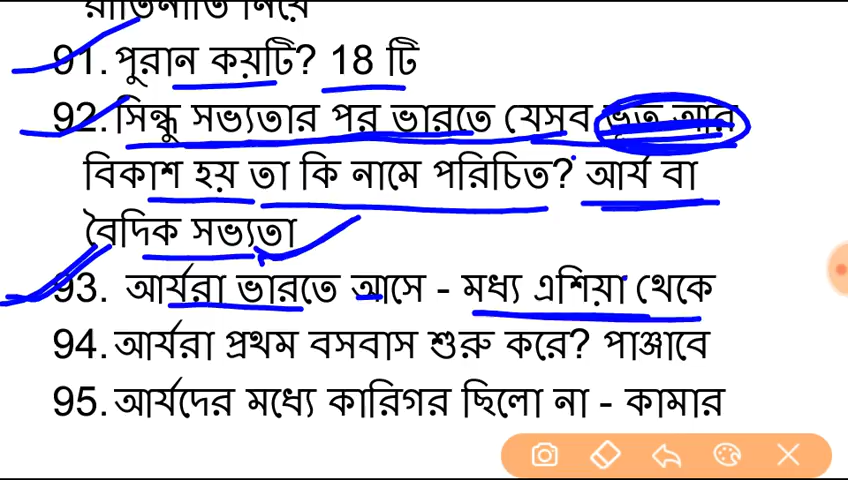 রীতিনীতি নিয়ে
91. পুরান কয়টি? 18 টি
92. সিন্ধু সভ্যতার পর ভারতে যেসব ভূত আর
বিকাশ হয় তা কি নামে পরিচিত? আর্য বা
বৈদিক সভ্যতা
93. আর্যরা ভারতে আসে - মধ্য এশিয়া থেকে
94. আর্যরা প্রথম বসবাস শুরু করে? পাঞ্জাবে
95. আর্যদের মধ্যে কারিগর ছিলো না - কামার